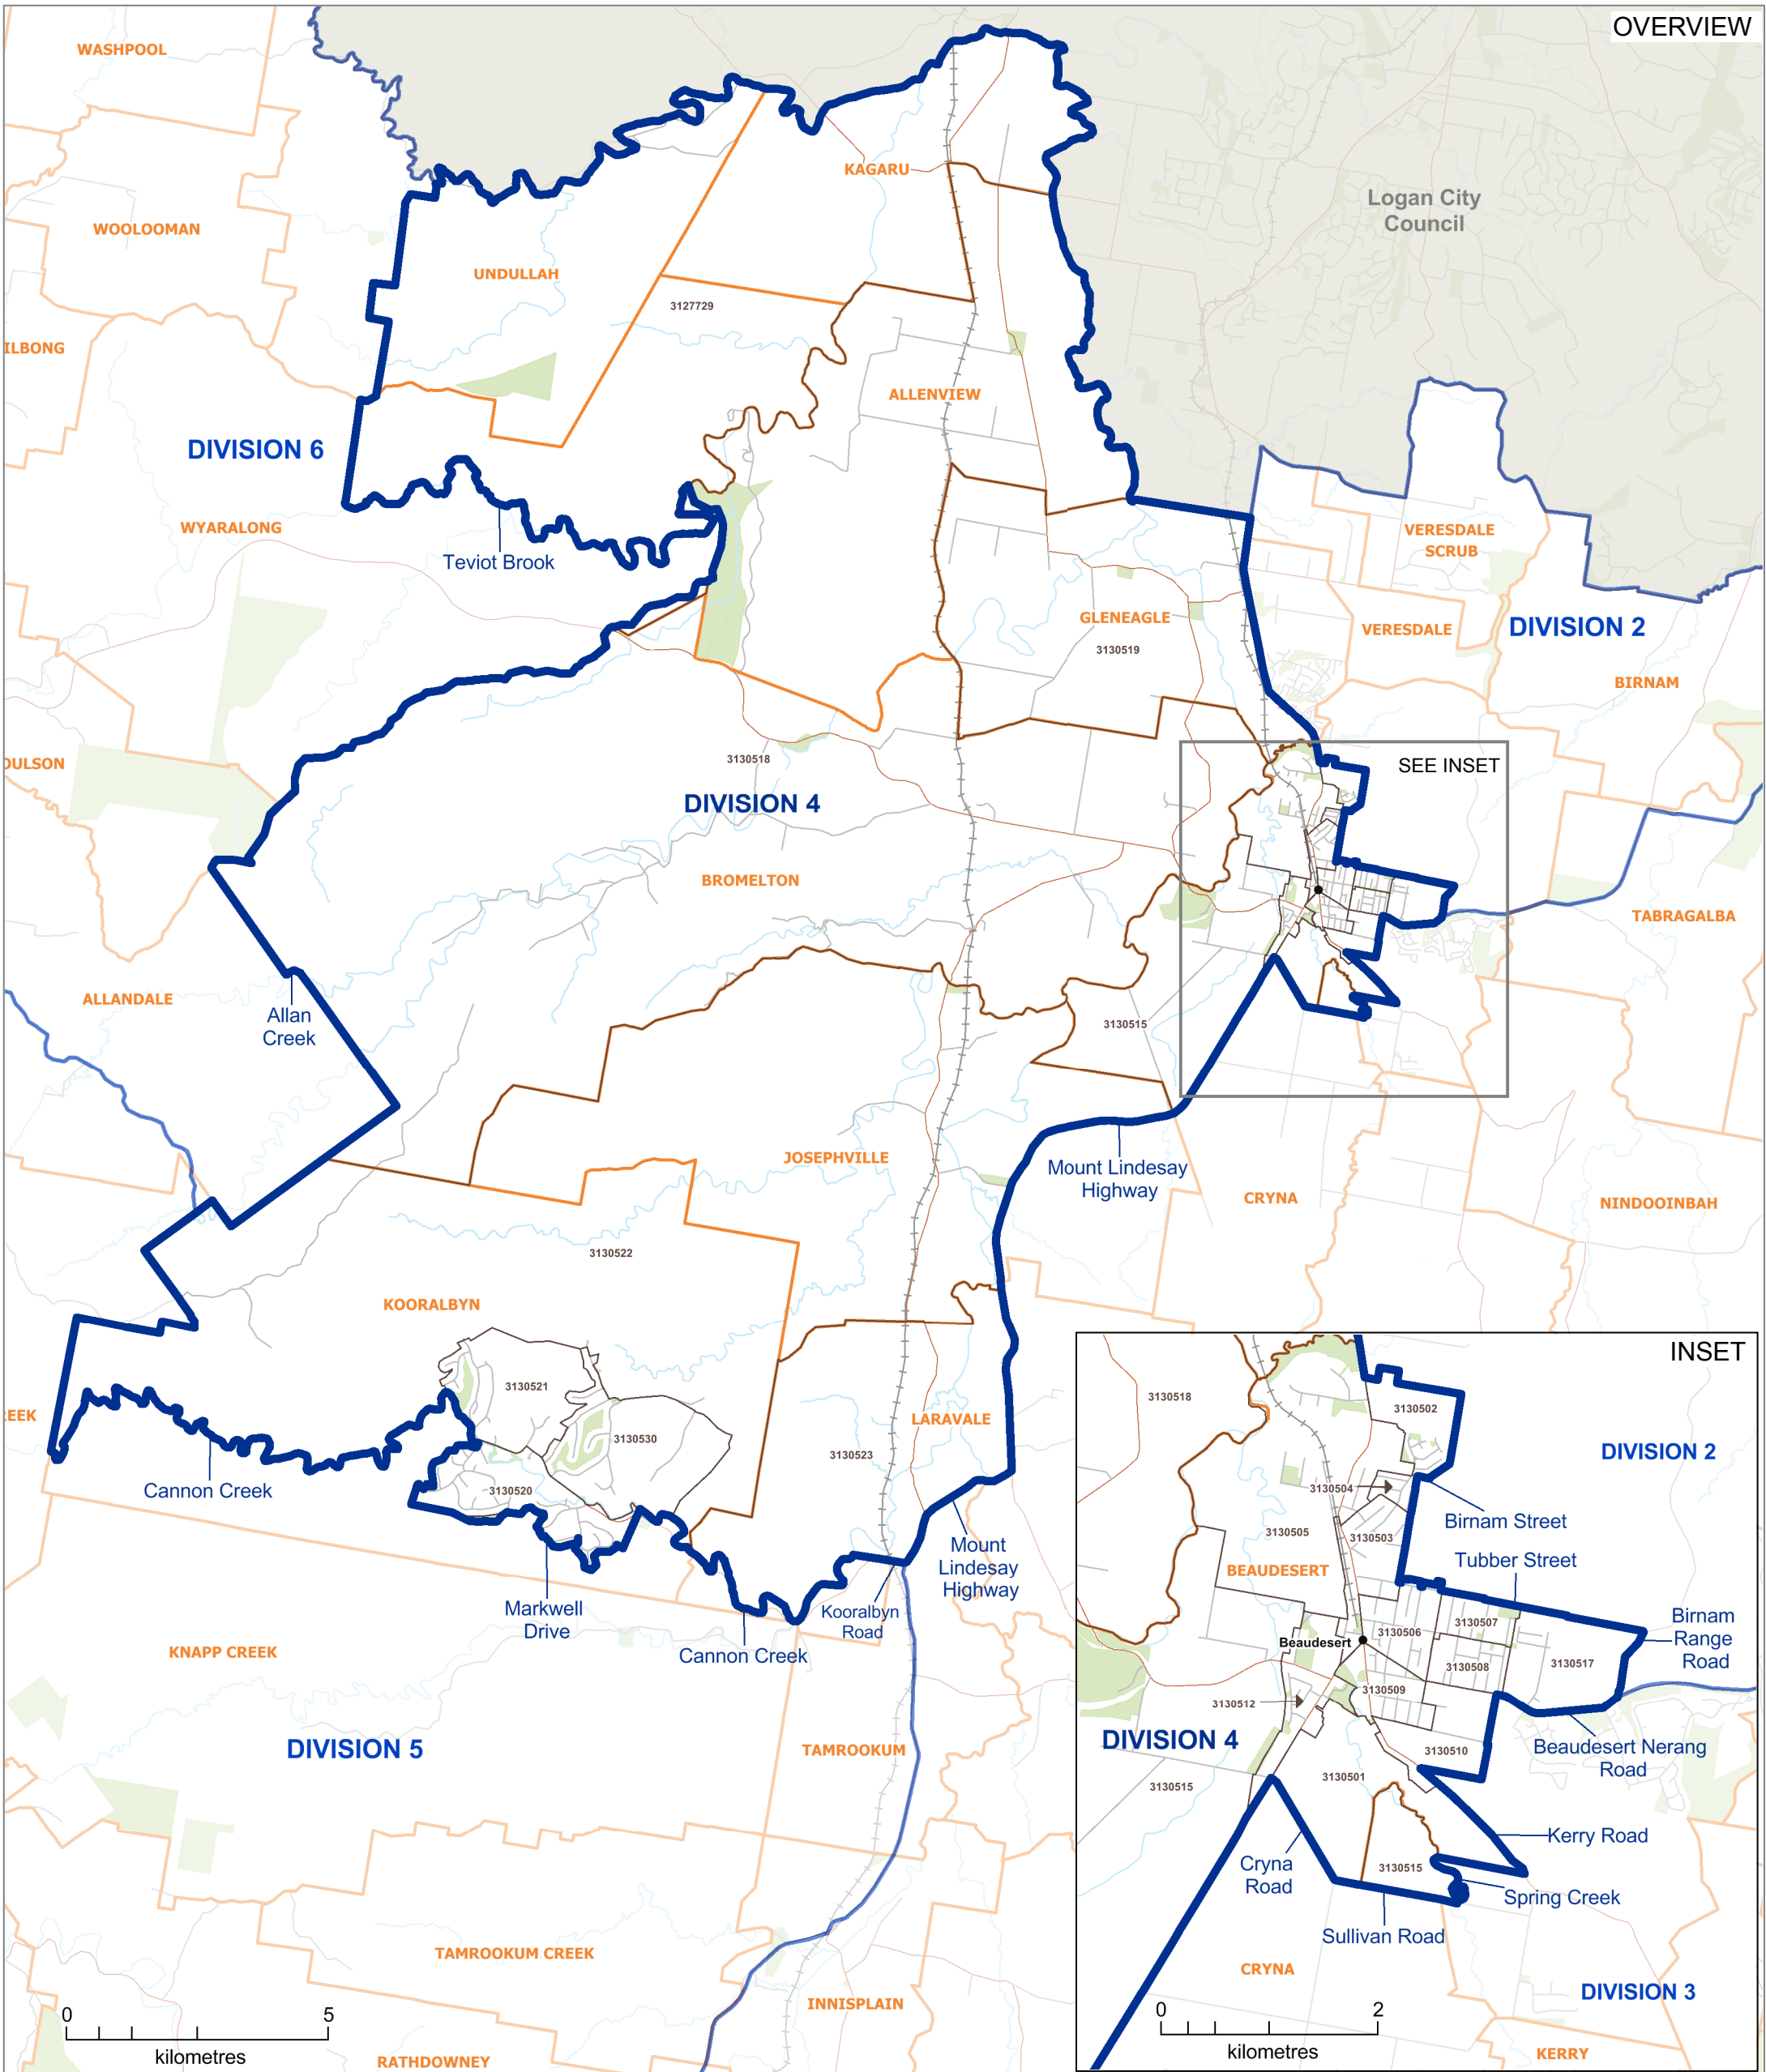 OVERVIEW
WASHPOOL
KAGARU
Logan City
Council
WOOLOOMAN
UNDULLAH
3127729
ILBONG
ALLENVIEW
DIVISION 6
WYARALONG
Teviot Brook
VERESDALE
SCRUB
GLENEAGLE
VERESDALE
DIVISION 2
3130519
BIRNAM
OULSON
3130518
SEE INSET
DIVISION 4
BROMELTON
TABRAGALBA
ALLANDALE
Allan
Creek
3130515
JOSEPHVILLE
Mount Lindesay
Highway
CRYNA
NINDOOINBAH
3130522
KOORALBYN
3130521
REEK
LARAVALE
3130530
3130523
Cannon Creek
3130520
Mount
Lindesay
Highway
Markwell
Drive
Kooralbyn
Road
KNAPP CREEK
Cannon Creek
DIVISION 5
TAMROOKUM
TAMROOKUM CREEK
INNISPLAIN
RATHDOWNEY
0 5
kilometres
INSET
3130518
3130502
DIVISION 2
3130504
Birnam Street
3130505
3130503
Tubber Street
BEAUDESERT
3130507
Birnam
Range
Road
3130506
Beaudesert
3130508
3130517
3130509
3130512
DIVISION 4
3130510
Beaudesert Nerang
Road
3130501
3130515
Kerry Road
Cryna
Road
3130515
Spring Creek
Sullivan Road
CRYNA
DIVISION 3
0 2
kilometres
KERRY